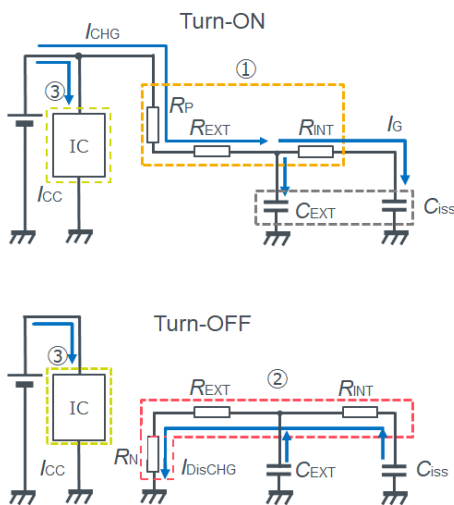 Turn-ON
ICHG
①
③
RP
REXT
RINT
IG
IC
ICC
CEXT
Ciss
Turn-OFF
③
②
REXT
RINT
IC
RN
ICC
IDisCHG
CEXT
Ciss